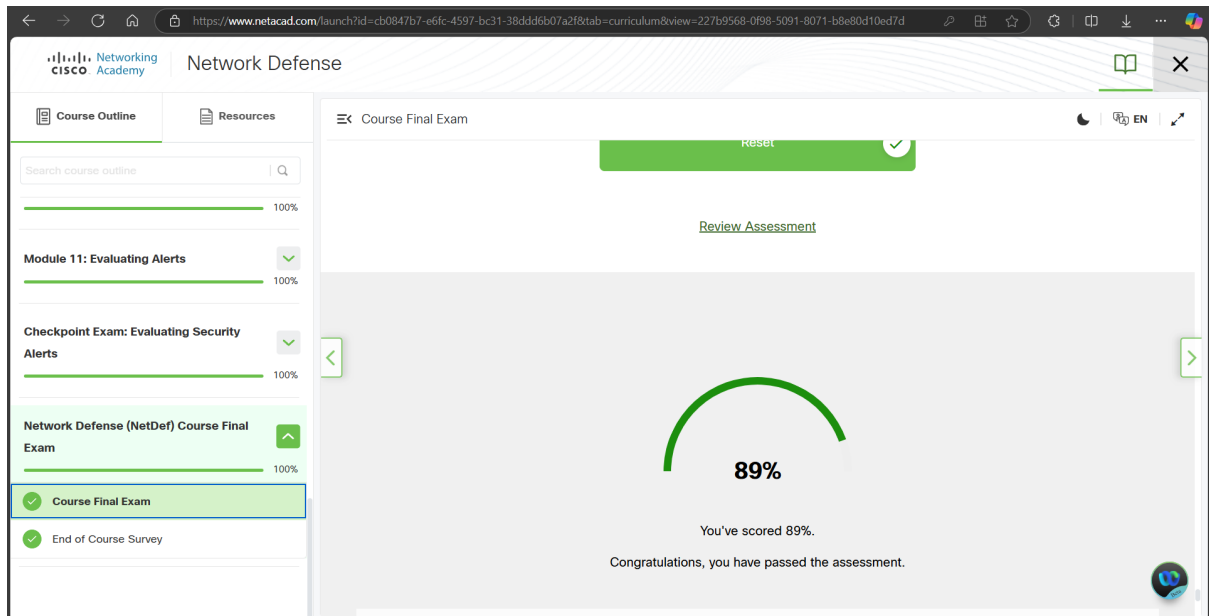 https://www.netacad.com/launch?id=cb0847b7-e6fc-4597-bc31-38ddd6b07a2f&tab=curriculum&view=227b9568-0f98-5091-8071-b8e80d10ed7d
Networking
CISCO Academy
Network Defense
Course Outline
Resources
Search course outline
100%
Module 11: Evaluating Alerts
100%
Checkpoint Exam: Evaluating Security
Alerts
100%
Network Defense (NetDef) Course Final
Exam
100%
Course Final Exam
End of Course Survey
Course Final Exam
EN
Reset
Review Assessment
89%
You've scored 89%.
Congratulations, you have passed the assessment.